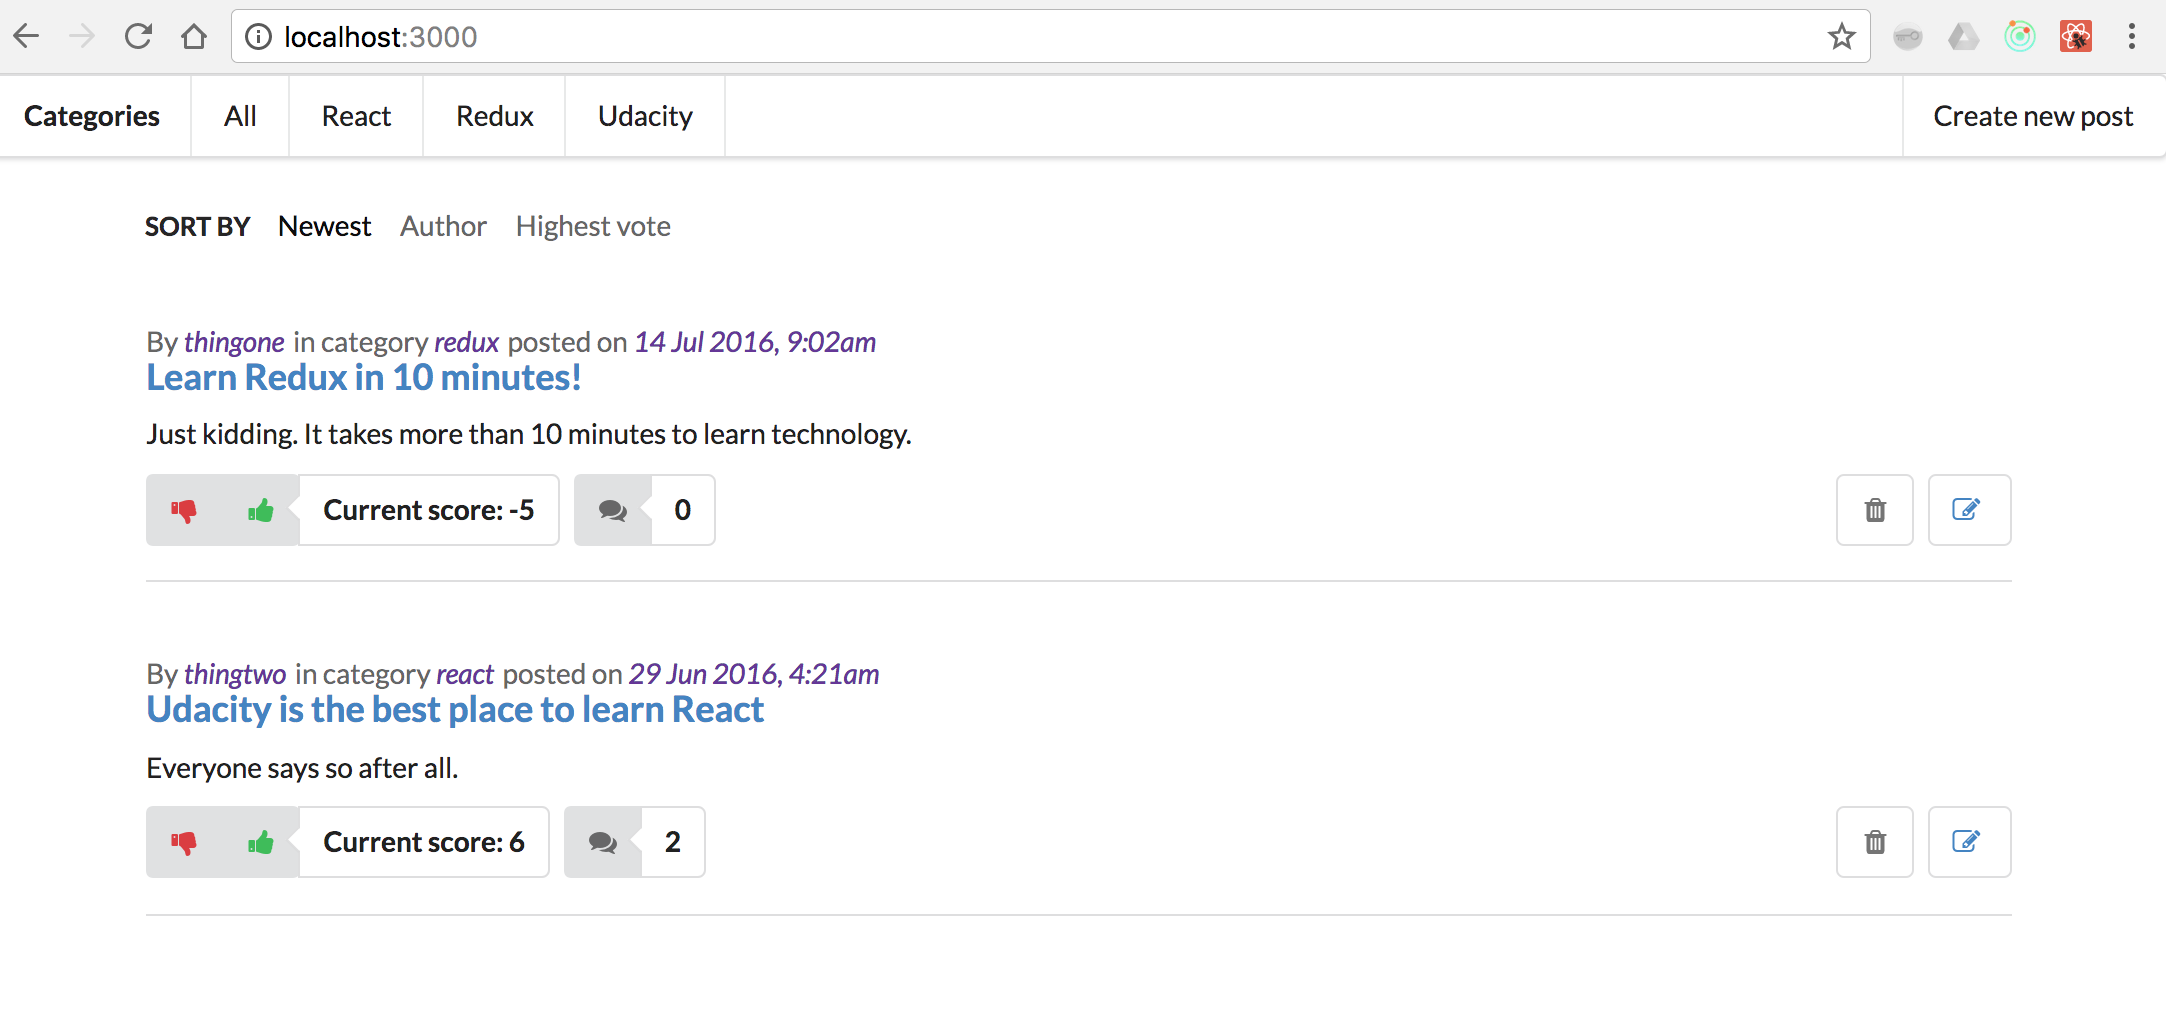 localhost:3000
Categories All React Redux Udacity Create new post
SORT BY Newest Author Highest vote
By thingone in category redux posted on 14 Jul 2016, 9:02am
Learn Redux in 10 minutes!
Just kidding. It takes more than 10 minutes to learn technology.
Current score: -5 0
By thingtwo in category react posted on 29 Jun 2016, 4:21am
Udacity is the best place to learn React
Everyone says so after all.
Current score: 6 2